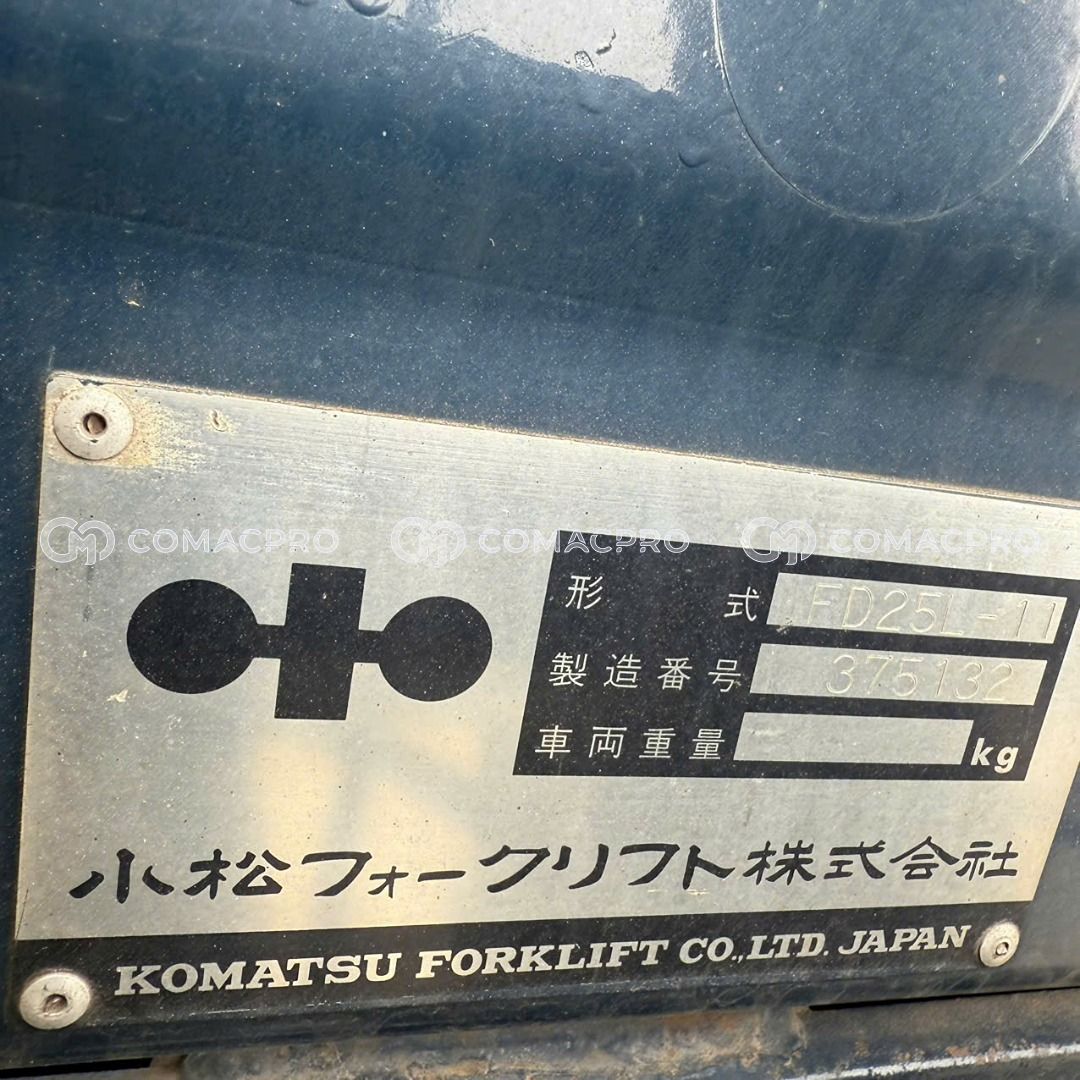 COMACPRO COMACPRO COMACPRO
形式 FD25L-11
製造番号 375132
車両重量 kg
小松フォークリフト株式会社
KOMATSU FORKLIFT CO.,LTD. JAPAN